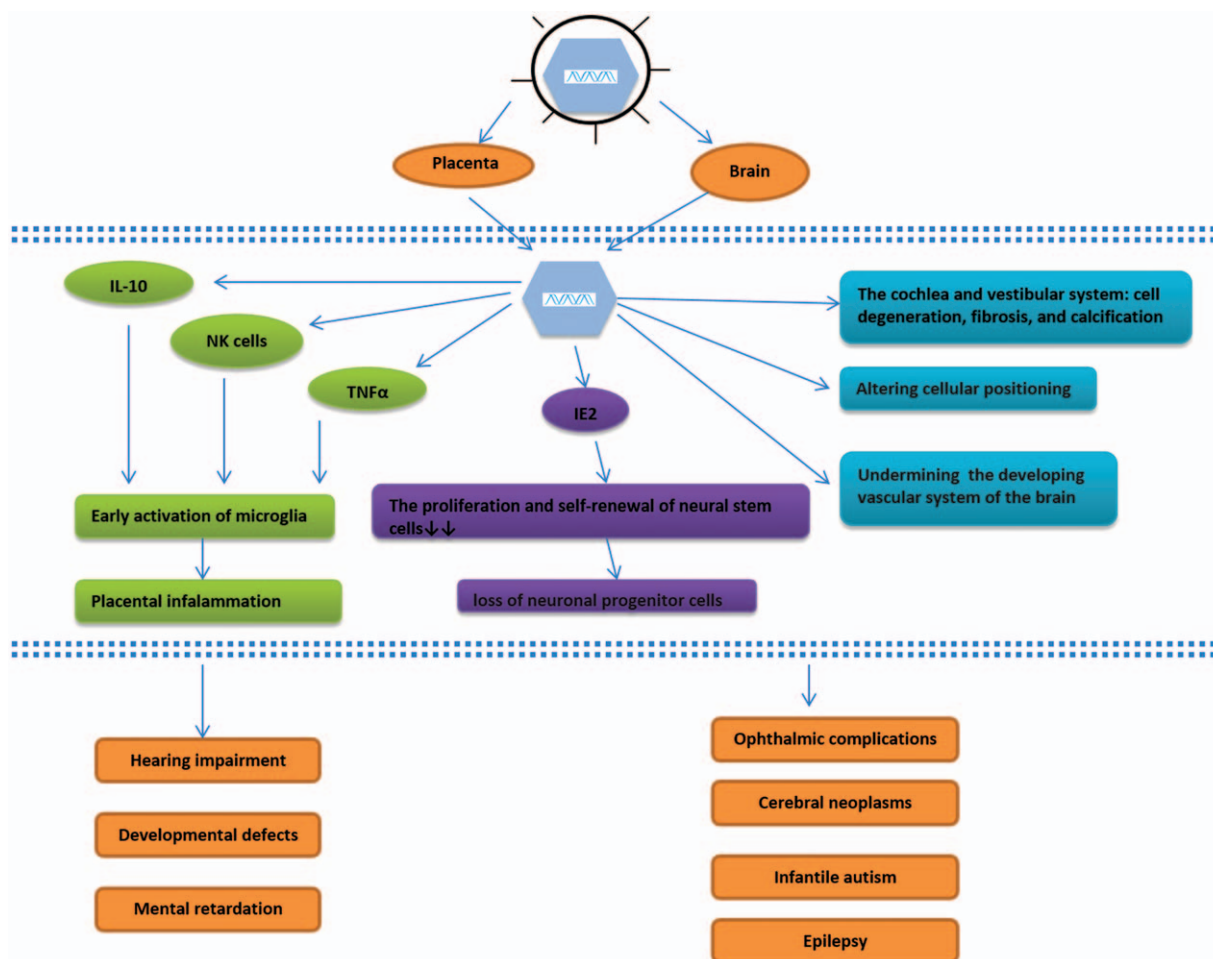 Placenta
Brain
IL-10
NK cells
TNFα
IE2
The cochlea and vestibular system: cell
degeneration, fibrosis, and calcification
Altering cellular positioning
Undermining the developing
vascular system of the brain
Early activation of microglia
Placental infalammation
The proliferation and self-renewal of neural stem
cells↓↓
loss of neuronal progenitor cells
Hearing impairment
Developmental defects
Mental retardation
Ophthalmic complications
Cerebral neoplasms
Infantile autism
Epilepsy